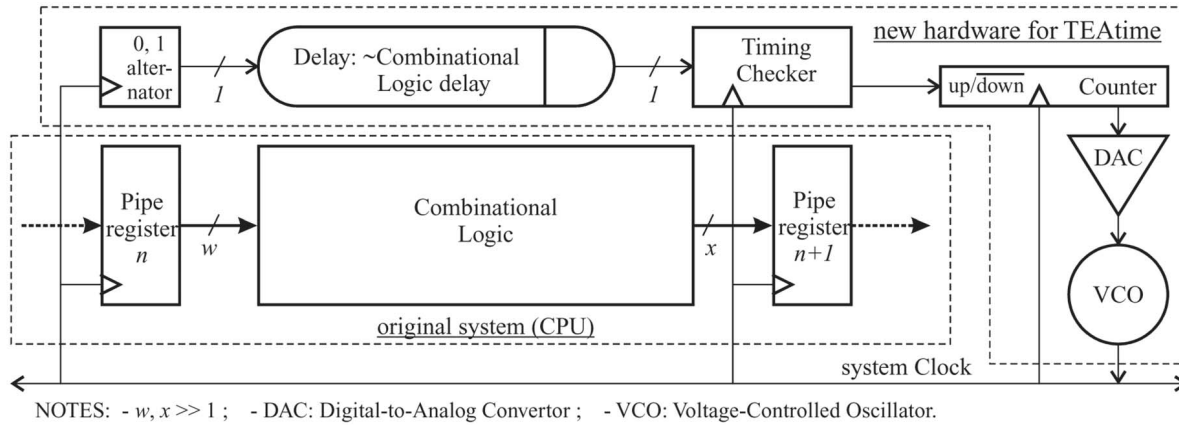 new hardware for TEAtime
0, 1
alter-
nator
1
Delay: ~Combinational
Logic delay
1
Timing
Checker
up/down
Counter
DAC
VCO
Pipe
register
n
w
Combinational
Logic
x
Pipe
register
n+1
original system (CPU)
system Clock
NOTES: - w, x >> 1 ; - DAC: Digital-to-Analog Convertor ; - VCO: Voltage-Controlled Oscillator.